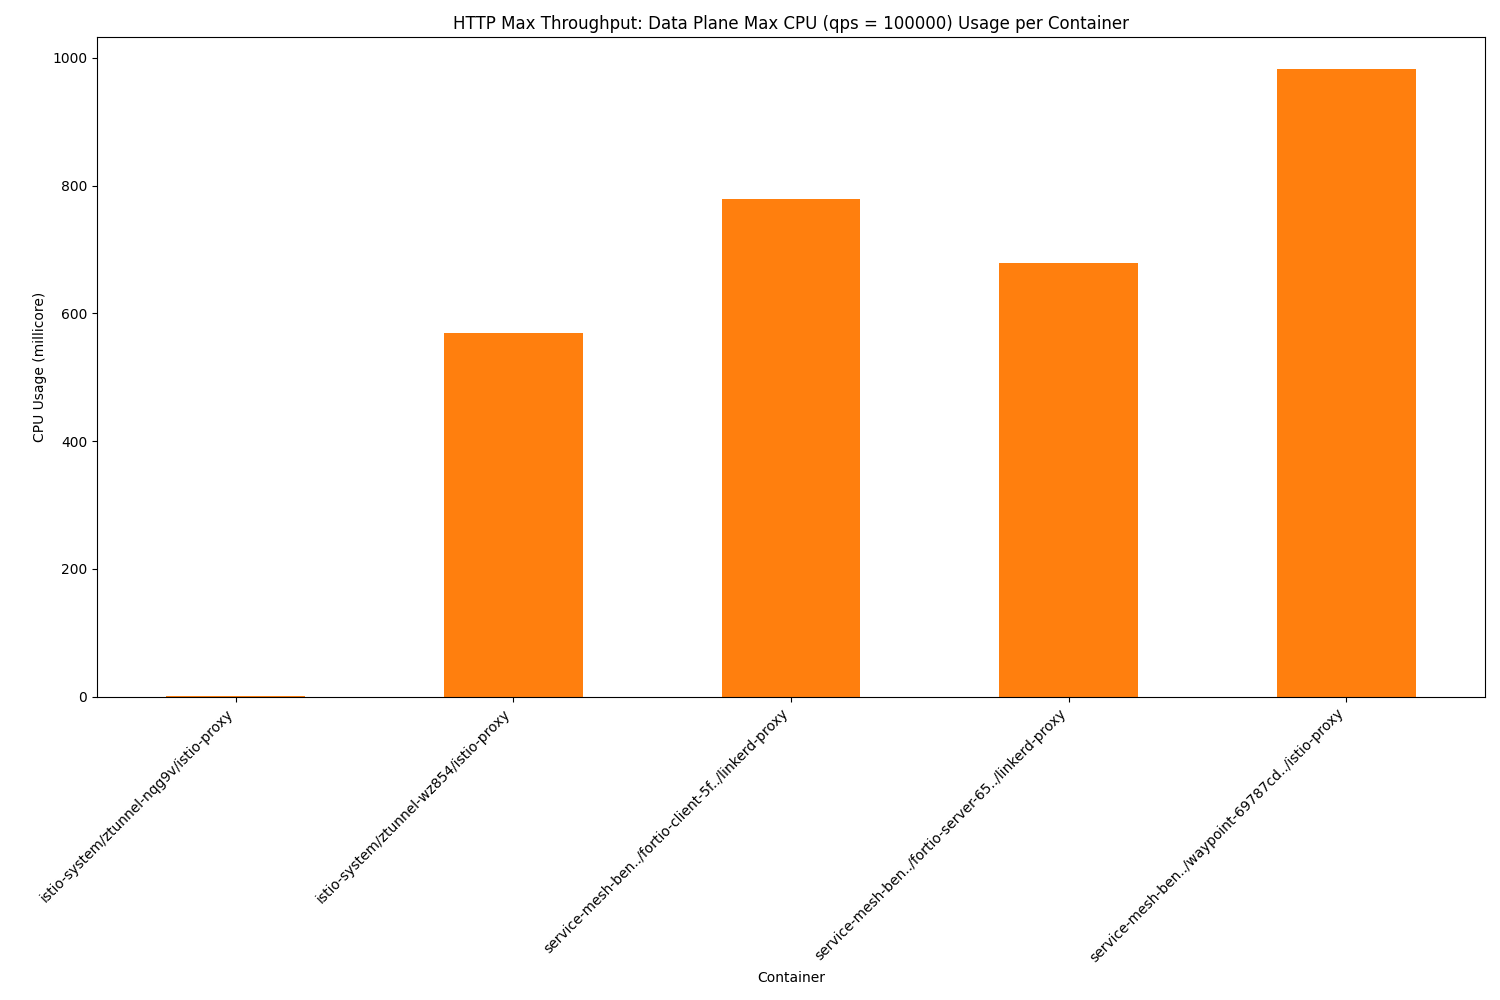 HTTP Max Throughput: Data Plane Max CPU (qps = 100000) Usage per Container
CPU Usage (millicore)
1000
800
600
400
200
0
istio-system/ztunnel-nqg9v/istio-proxy
istio-system/ztunnel-wz854/istio-proxy
service-mesh-ben../fortio-client-5f../linkerd-proxy
service-mesh-ben../fortio-server-65../linkerd-proxy
service-mesh-ben../waypoint-69787cd../istio-proxy
Container